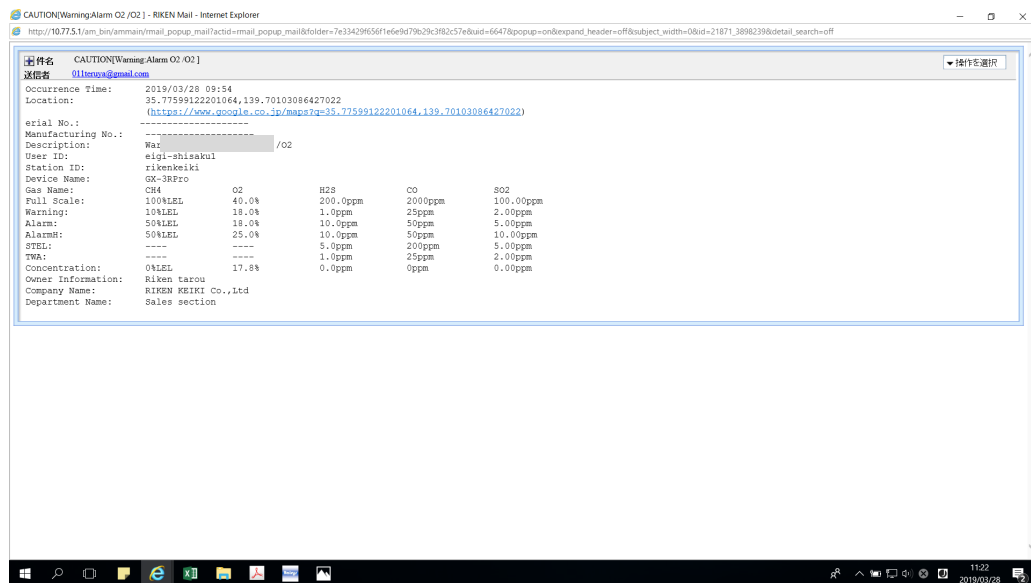 CAUTION[Warning:Alarm O2 /O2 ] - RIKEN Mail - Internet Explorer
http://10.77.5.1/am_bin/ammain/rmail_popup_mail?actid=rmail_popup_mail&folder=7e33429f656f1e6e9d79b29c3f82c57e&uid=6647&popup=on&expand_header=off&subject_width=0&id=21871_3898239&detail_search=off
件名 CAUTION[Warning:Alarm O2 /O2 ]
▼操作を選択
送信者 011teruya@gmail.com
Occurrence Time: 2019/03/28 09:54
Location: 35.77599122201064,139.70103086427022
(https://www.google.co.jp/maps?q=35.77599122201064,139.70103086427022)
erial No.: --------------------
Manufacturing No.: --------------------
Description: War /O2
User ID: eigi-shisaku1
Station ID: rikenkeiki
Device Name: GX-3RPro
Gas Name: CH4 O2 H2S CO SO2
Full Scale: 100%LEL 40.0% 200.0ppm 2000ppm 100.00ppm
Warning: 10%LEL 18.0% 1.0ppm 25ppm 2.00ppm
Alarm: 50%LEL 18.0% 10.0ppm 50ppm 5.00ppm
AlarmH: 50%LEL 25.0% 10.0ppm 50ppm 10.00ppm
STEL: ---- ---- 5.0ppm 200ppm 5.00ppm
TWA: ---- ---- 1.0ppm 25ppm 2.00ppm
Concentration: 0%LEL 17.8% 0.0ppm 0ppm 0.00ppm
Owner Information: Riken tarou
Company Name: RIKEN KEIKI Co.,Ltd
Department Name: Sales section
11:22
2019/03/28